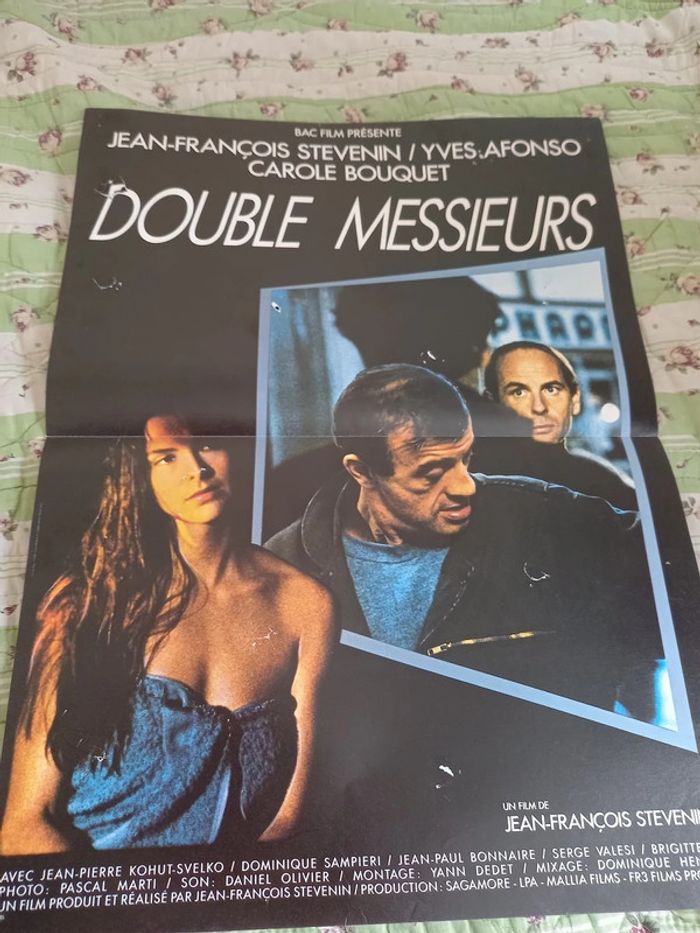 BAC FILM PRÉSENTE
JEAN-FRANÇOIS STEVENIN / YVES AFONSO
CAROLE BOUQUET
DOUBLE MESSIEURS
PHAR
UN FILM DE
JEAN-FRANÇOIS STEVENIN
AVEC JEAN-PIERRE KOHUT-SVELKO / DOMINIQUE SAMPIERI / JEAN-PAUL BONNAIRE / SERGE VALESI / BRIGITTE
PHOTO: PASCAL MARTI / SON: DANIEL OLIVIER / MONTAGE: YANN DEDET / MIXAGE: DOMINIQUE HE
UN FILM PRODUIT ET RÉALISÉ PAR JEAN-FRANÇOIS STEVENIN / PRODUCTION: SAGAMORE - LPA - MALLIA FILMS - FR3 FILMS PRO